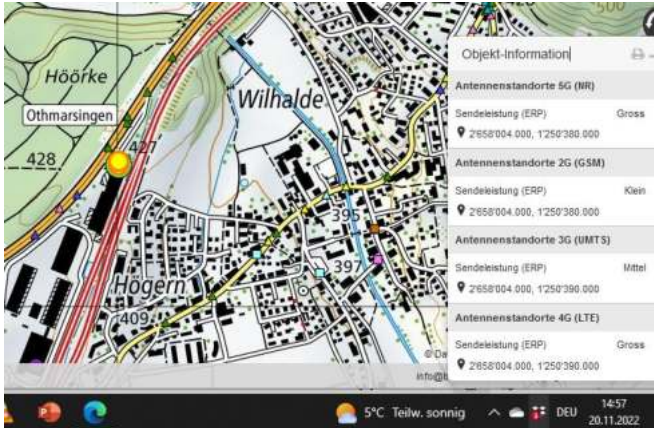 500
Höörke
Othmarsingen
Wilhalde
427
428
395
397
Högern
409
Objekt-Information
Antennenstandorte 5G (NR)
Sendeleistung (ERP) Gross
2'658'004.000, 1'250'380.000
Antennenstandorte 2G (GSM)
Sendeleistung (ERP) Klein
2'658'004.000, 1'250'380.000
Antennenstandorte 3G (UMTS)
Sendeleistung (ERP) Mittel
2'658'004.000, 1'250'390.000
Antennenstandorte 4G (LTE)
Sendeleistung (ERP) Gross
2'658'004.000, 1'250'390.000
© Da
info@
5°C Teilw. sonnig DEU 14:57
20.11.2022